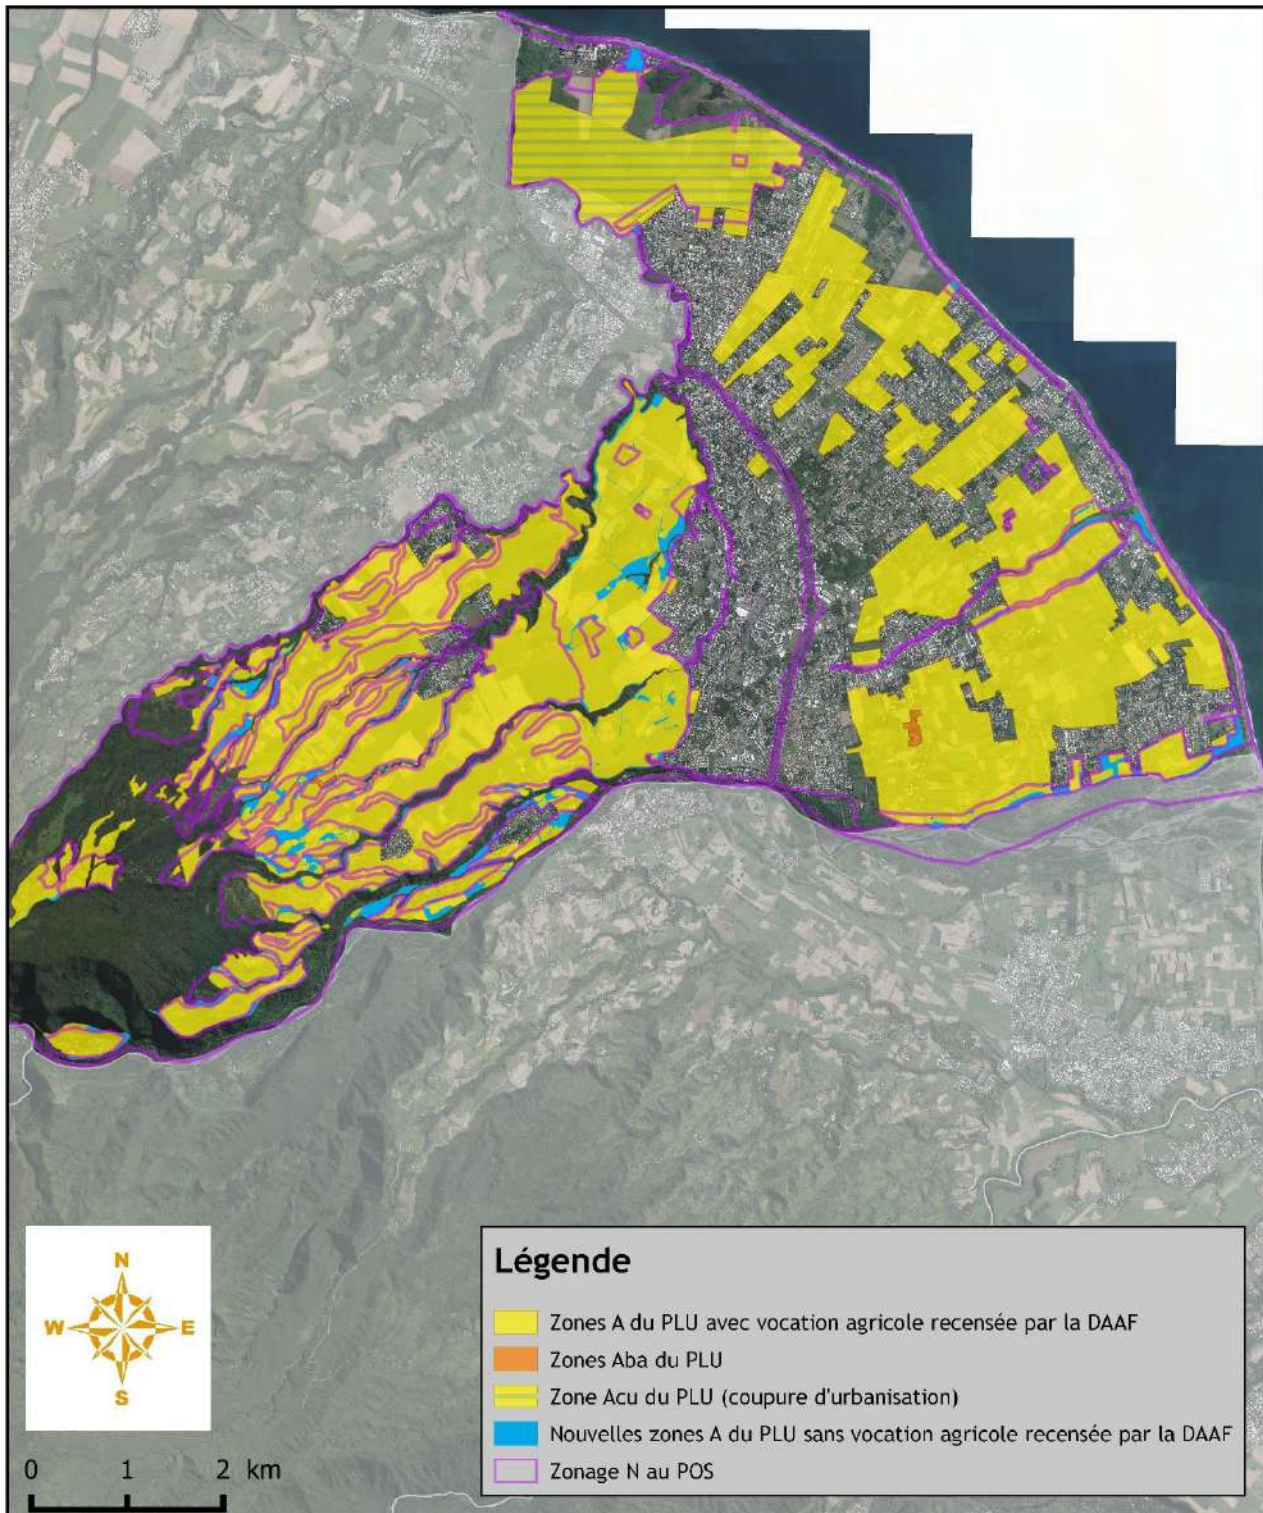 N
W E
S
0 1 2 km
Légende
Zones A du PLU avec vocation agricole recensée par la DAAF
Zones Aba du PLU
Zone Acu du PLU (coupure d'urbanisation)
Nouvelles zones A du PLU sans vocation agricole recensée par la DAAF
Zonage N au POS